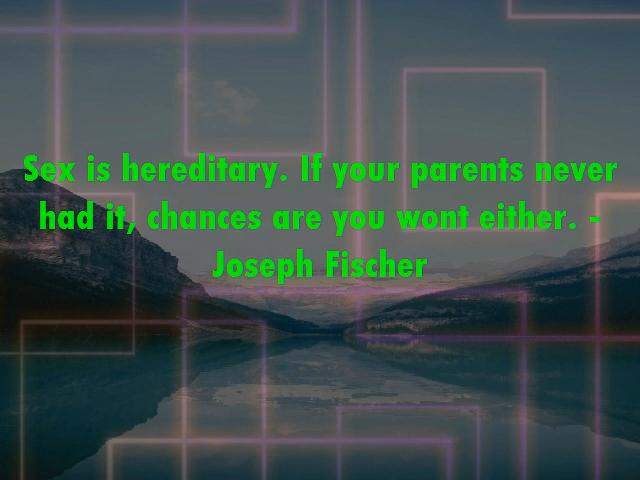 Sex is hereditary. If your parents never
had it, chances are you wont either. -
Joseph Fischer